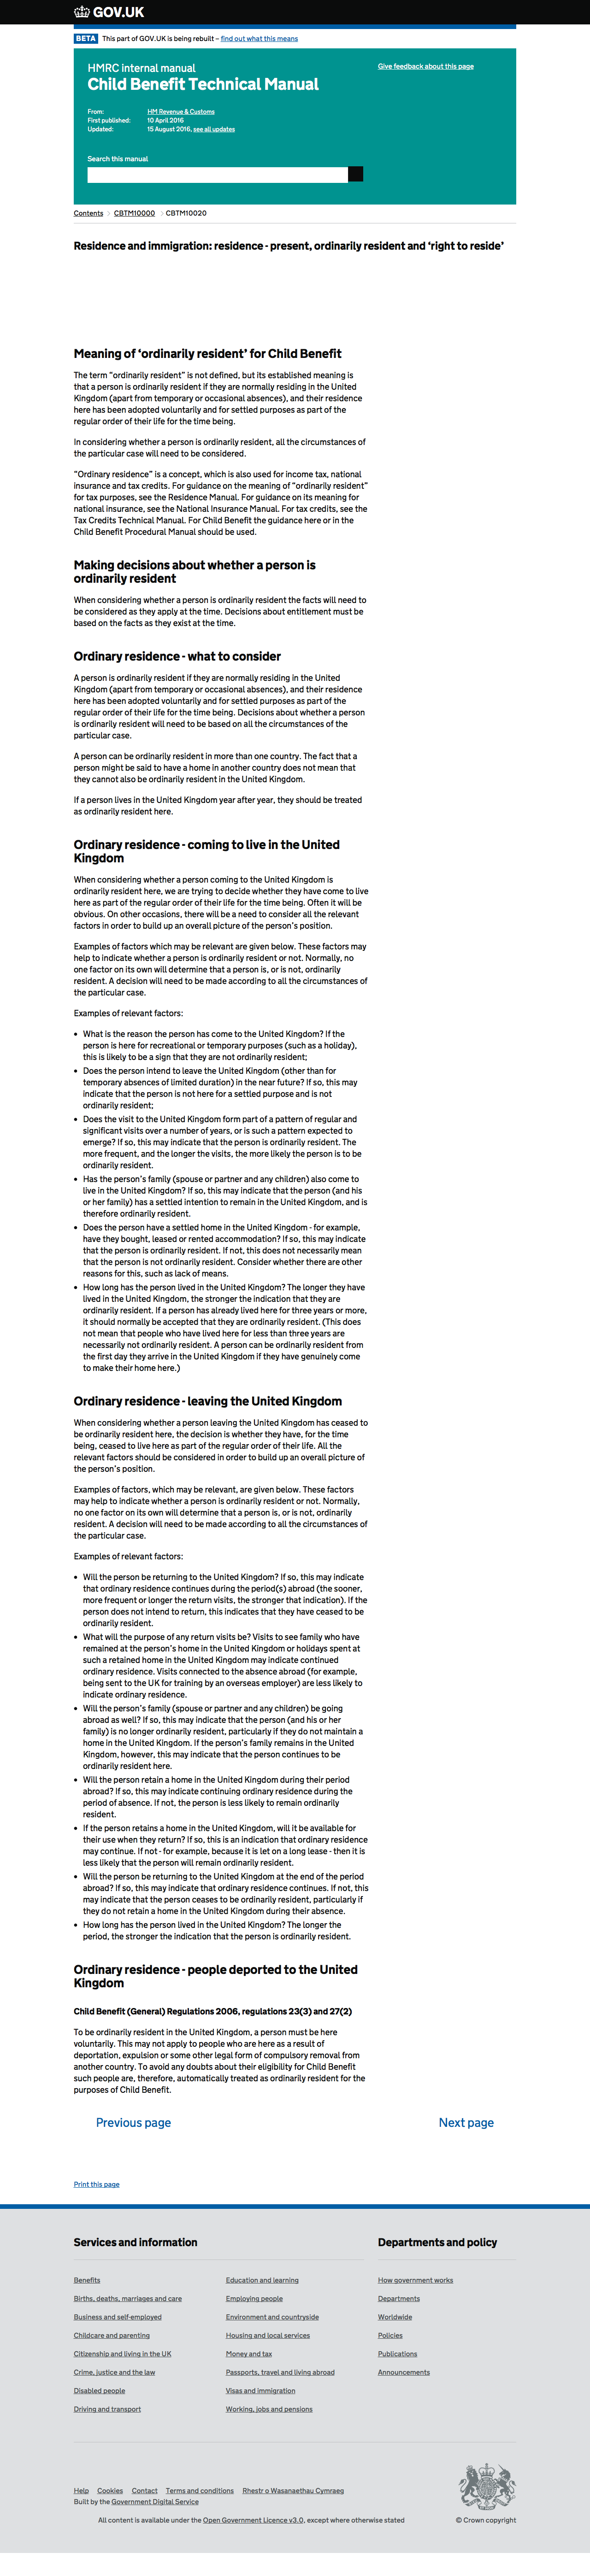 GOV.UK
BETA This part of GOV.UK is being rebuilt – find out what this means
HMRC internal manual
Child Benefit Technical Manual
Give feedback about this page
From: HM Revenue & Customs
First published: 10 April 2016
Updated: 15 August 2016, see all updates
Search this manual
Contents CBTM10000 CBTM10020
Residence and immigration: residence - present, ordinarily resident and ‘right to reside’
Meaning of ‘ordinarily resident’ for Child Benefit
The term “ordinarily resident” is not defined, but its established meaning is
that a person is ordinarily resident if they are normally residing in the United
Kingdom (apart from temporary or occasional absences), and their residence
here has been adopted voluntarily and for settled purposes as part of the
regular order of their life for the time being.
In considering whether a person is ordinarily resident, all the circumstances of
the particular case will need to be considered.
“Ordinary residence” is a concept, which is also used for income tax, national
insurance and tax credits. For guidance on the meaning of “ordinarily resident”
for tax purposes, see the Residence Manual. For guidance on its meaning for
national insurance, see the National Insurance Manual. For tax credits, see the
Tax Credits Technical Manual. For Child Benefit the guidance here or in the
Child Benefit Procedural Manual should be used.
Making decisions about whether a person is
ordinarily resident
When considering whether a person is ordinarily resident the facts will need to
be considered as they apply at the time. Decisions about entitlement must be
based on the facts as they exist at the time.
Ordinary residence - what to consider
A person is ordinarily resident if they are normally residing in the United
Kingdom (apart from temporary or occasional absences), and their residence
here has been adopted voluntarily and for settled purposes as part of the
regular order of their life for the time being. Decisions about whether a person
is ordinarily resident will need to be based on all the circumstances of the
particular case.
A person can be ordinarily resident in more than one country. The fact that a
person might be said to have a home in another country does not mean that
they cannot also be ordinarily resident in the United Kingdom.
If a person lives in the United Kingdom year after year, they should be treated
as ordinarily resident here.
Ordinary residence - coming to live in the United
Kingdom
When considering whether a person coming to the United Kingdom is
ordinarily resident here, we are trying to decide whether they have come to live
here as part of the regular order of their life for the time being. Often it will be
obvious. On other occasions, there will be a need to consider all the relevant
factors in order to build up an overall picture of the person’s position.
Examples of factors which may be relevant are given below. These factors may
help to indicate whether a person is ordinarily resident or not. Normally, no
one factor on its own will determine that a person is, or is not, ordinarily
resident. A decision will need to be made according to all the circumstances of
the particular case.
Examples of relevant factors:
• What is the reason the person has come to the United Kingdom? If the
person is here for recreational or temporary purposes (such as a holiday),
this is likely to be a sign that they are not ordinarily resident;
• Does the person intend to leave the United Kingdom (other than for
temporary absences of limited duration) in the near future? If so, this may
indicate that the person is not here for a settled purpose and is not
ordinarily resident;
• Does the visit to the United Kingdom form part of a pattern of regular and
significant visits over a number of years, or is such a pattern expected to
emerge? If so, this may indicate that the person is ordinarily resident. The
more frequent, and the longer the visits, the more likely the person is to be
ordinarily resident.
• Has the person’s family (spouse or partner and any children) also come to
live in the United Kingdom? If so, this may indicate that the person (and his
or her family) has a settled intention to remain in the United Kingdom, and is
therefore ordinarily resident.
• Does the person have a settled home in the United Kingdom - for example,
have they bought, leased or rented accommodation? If so, this may indicate
that the person is ordinarily resident. If not, this does not necessarily mean
that the person is not ordinarily resident. Consider whether there are other
reasons for this, such as lack of means.
• How long has the person lived in the United Kingdom? The longer they have
lived in the United Kingdom, the stronger the indication that they are
ordinarily resident. If a person has already lived here for three years or more,
it should normally be accepted that they are ordinarily resident. (This does
not mean that people who have lived here for less than three years are
necessarily not ordinarily resident. A person can be ordinarily resident from
the first day they arrive in the United Kingdom if they have genuinely come
to make their home here.)
Ordinary residence - leaving the United Kingdom
When considering whether a person leaving the United Kingdom has ceased to
be ordinarily resident here, the decision is whether they have, for the time
being, ceased to live here as part of the regular order of their life. All the
relevant factors should be considered in order to build up an overall picture of
the person’s position.
Examples of factors, which may be relevant, are given below. These factors
may help to indicate whether a person is ordinarily resident or not. Normally,
no one factor on its own will determine that a person is, or is not, ordinarily
resident. A decision will need to be made according to all the circumstances of
the particular case.
Examples of relevant factors:
• Will the person be returning to the United Kingdom? If so, this may indicate
that ordinary residence continues during the period(s) abroad (the sooner,
more frequent or longer the return visits, the stronger that indication). If the
person does not intend to return, this indicates that they have ceased to be
ordinarily resident.
• What will the purpose of any return visits be? Visits to see family who have
remained at the person’s home in the United Kingdom or holidays spent at
such a retained home in the United Kingdom may indicate continued
ordinary residence. Visits connected to the absence abroad (for example,
being sent to the UK for training by an overseas employer) are less likely to
indicate ordinary residence.
• Will the person’s family (spouse or partner and any children) be going
abroad as well? If so, this may indicate that the person (and his or her
family) is no longer ordinarily resident, particularly if they do not maintain a
home in the United Kingdom. If the person’s family remains in the United
Kingdom, however, this may indicate that the person continues to be
ordinarily resident here.
• Will the person retain a home in the United Kingdom during their period
abroad? If so, this may indicate continuing ordinary residence during the
period of absence. If not, the person is less likely to remain ordinarily
resident.
• If the person retains a home in the United Kingdom, will it be available for
their use when they return? If so, this is an indication that ordinary residence
may continue. If not - for example, because it is let on a long lease - then it is
less likely that the person will remain ordinarily resident.
• Will the person be returning to the United Kingdom at the end of the period
abroad? If so, this may indicate that ordinary residence continues. If not, this
may indicate that the person ceases to be ordinarily resident, particularly if
they do not retain a home in the United Kingdom during their absence.
• How long has the person lived in the United Kingdom? The longer the
period, the stronger the indication that the person is ordinarily resident.
Ordinary residence - people deported to the United
Kingdom
Child Benefit (General) Regulations 2006, regulations 23(3) and 27(2)
To be ordinarily resident in the United Kingdom, a person must be here
voluntarily. This may not apply to people who are here as a result of
deportation, expulsion or some other legal form of compulsory removal from
another country. To avoid any doubts about their eligibility for Child Benefit
such people are, therefore, automatically treated as ordinarily resident for the
purposes of Child Benefit.
Previous page Next page
Print this page
Services and information Departments and policy
Benefits Education and learning How government works
Births, deaths, marriages and care Employing people Departments
Business and self-employed Environment and countryside Worldwide
Childcare and parenting Housing and local services Policies
Citizenship and living in the UK Money and tax Publications
Crime, justice and the law Passports, travel and living abroad Announcements
Disabled people Visas and immigration
Driving and transport Working, jobs and pensions
Help Cookies Contact Terms and conditions Rhestr o Wasanaethau Cymraeg
Built by the Government Digital Service
All content is available under the Open Government Licence v3.0, except where otherwise stated © Crown copyright